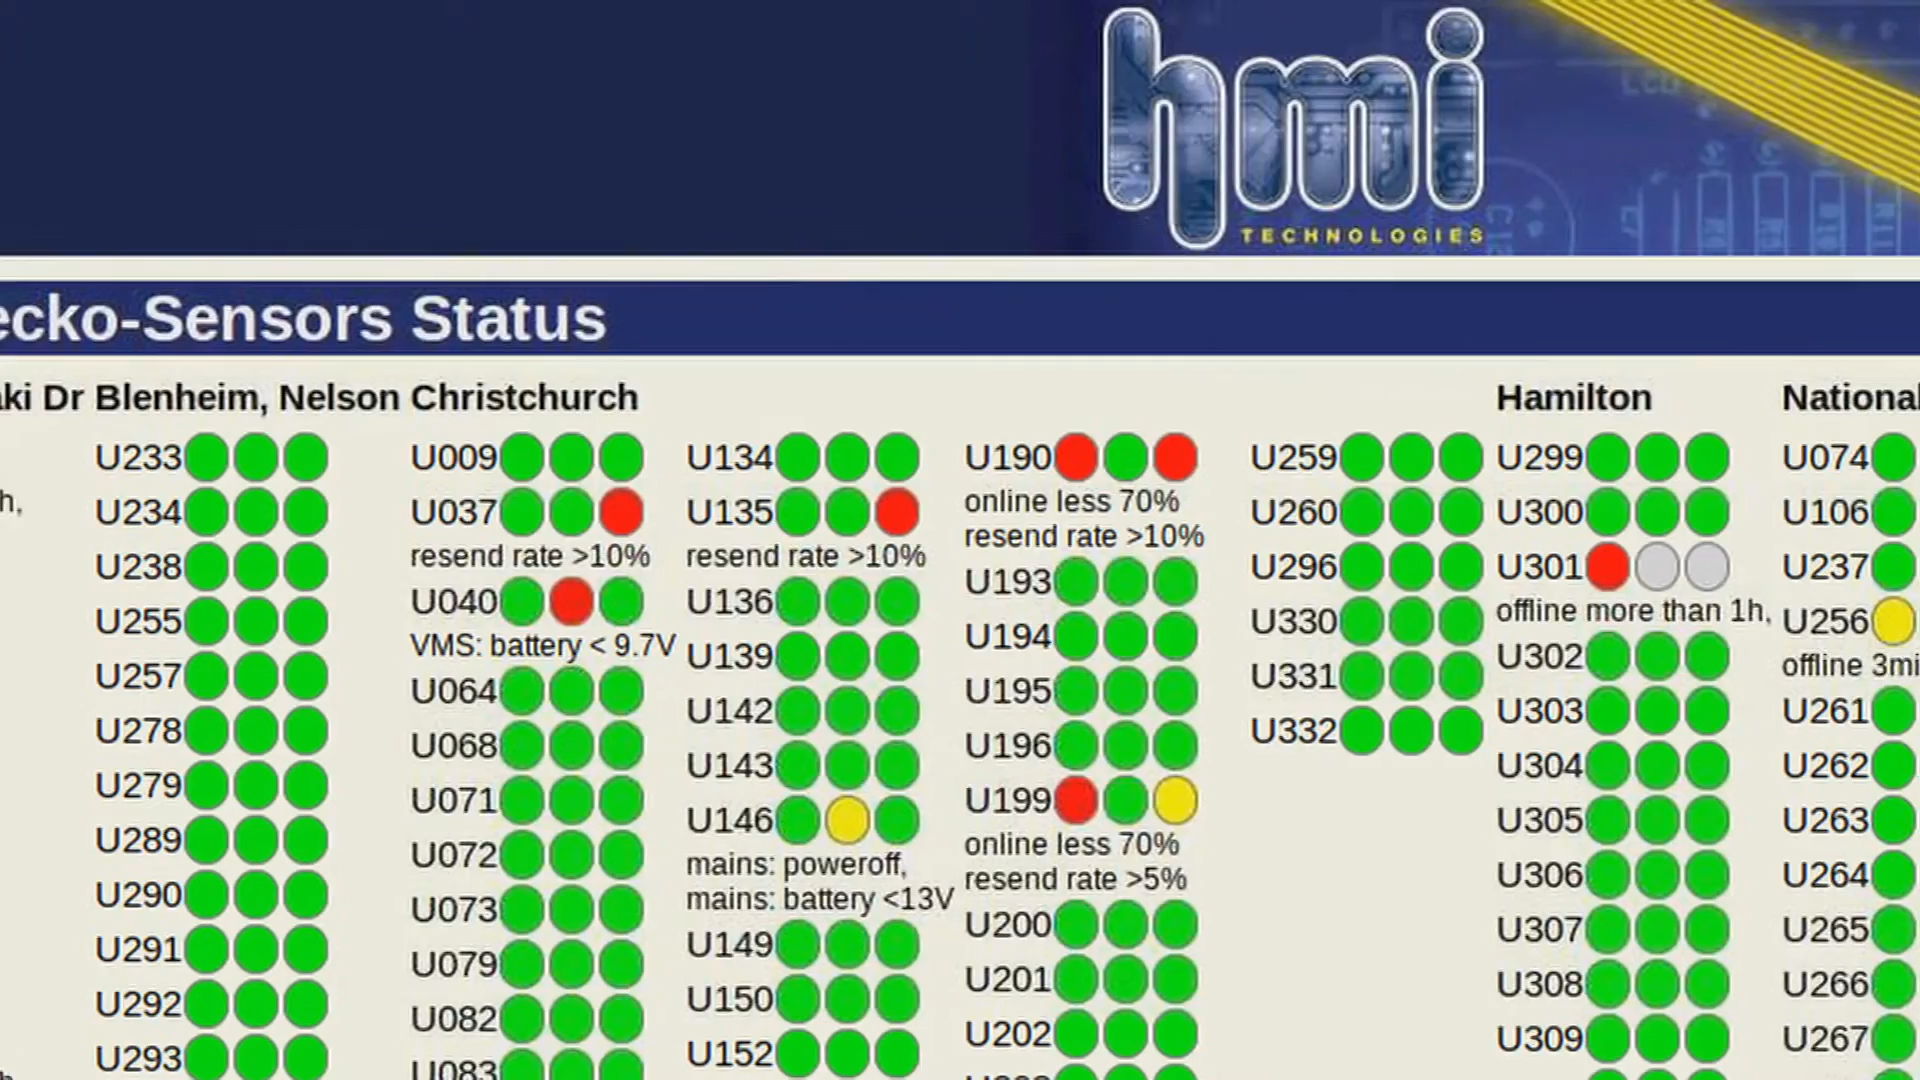 hmi
TECHNOLOGIES
ecko-Sensors Status
aki Dr Blenheim, Nelson Christchurch Hamilton National
U233 U009 U134 U190 U259 U299 U074
h, online less 70%
U234 U037 U135 U260 U300 U106
resend rate >10%
U238 resend rate >10% resend rate >10% U296 U301 U237
U193
U255 U040 U136 U330 offline more than 1h, U256
VMS: battery < 9.7V U139 U194 U302 offline 3mi
U257 U064 U195 U331 U303 U261
U142
U278 U068 U196 U332 U304 U262
U143
U279 U071 U146 U199 U305 U263
online less 70%
U289 U072 mains: poweroff, resend rate >5% U306 U264
mains: battery <13V
U290 U073 U149 U200 U307 U265
U291 U079 U150 U201 U308 U266
U292 U082 U152 U202 U309 U267
U293 U083